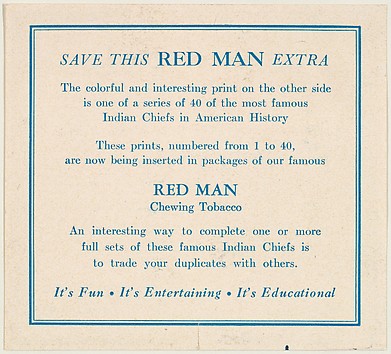 SAVE THIS RED MAN EXTRA
The colorful and interesting print on the other side
is one of a series of 40 of the most famous
Indian Chiefs in American History
These prints, numbered from 1 to 40,
are now being inserted in packages of our famous
RED MAN
Chewing Tobacco
An interesting way to complete one or more
full sets of these famous Indian Chiefs is
to trade your duplicates with others.
It's Fun • It's Entertaining • It's Educational